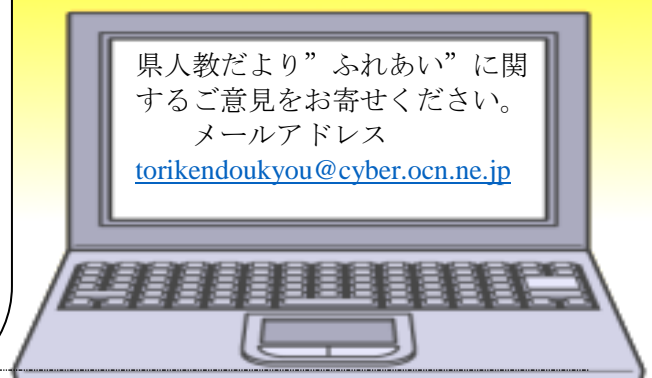 県人教だより”ふれあい”に関
するご意見をお寄せください。
メールアドレス
torikendoukyou@cyber.ocn.ne.jp